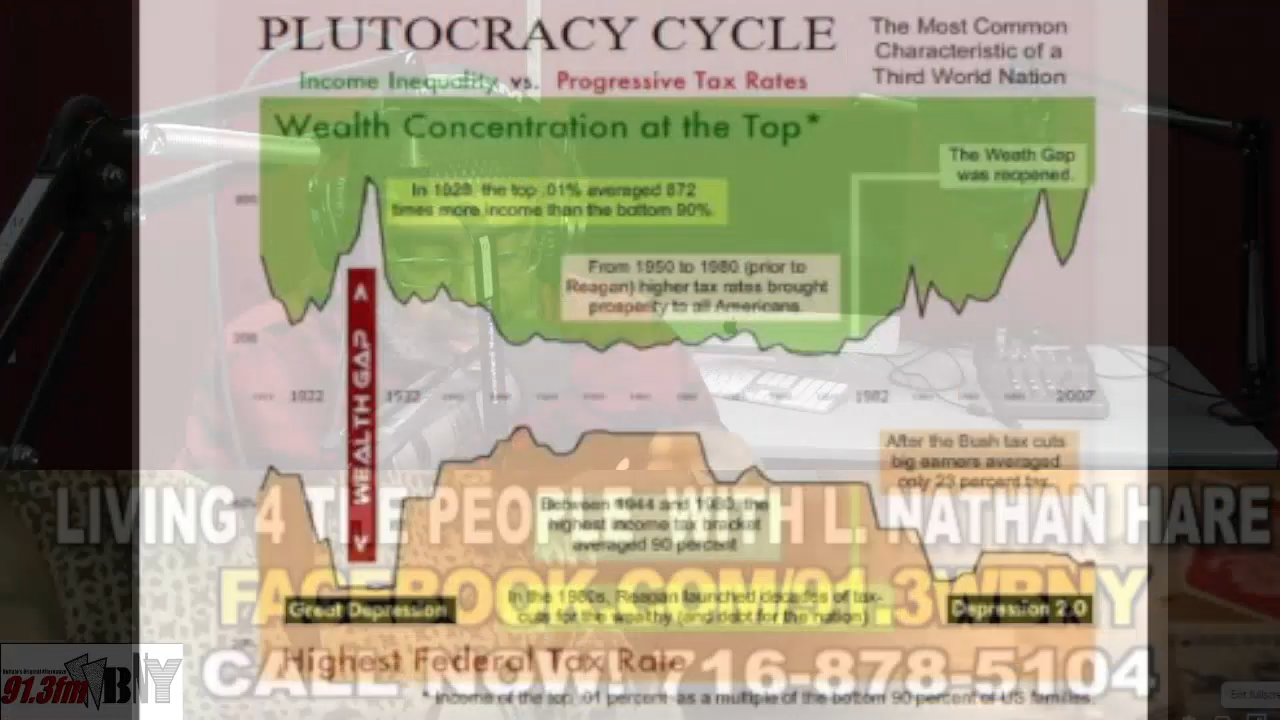 PLUTOCRACY CYCLE
The Most Common
Characteristic of a
Third World Nation
Income Inequality vs. Progressive Tax Rates
Wealth Concentration at the Top*
The Weath Gap
was reopened.
In 1928 the top .01% averaged 872
times more income than the bottom 90%.
From 1950 to 1980 (prior to
Reagan) higher tax rates brought
prosperity to all Americans.
WEALTH GAP
1922
1932
1982
2007
After the Bush tax cuts
big earners averaged
only 23 percent tax.
Between 1944 and the
highest income tax bracket
averaged 90 percent
LIVING 4 THE PEOPLE WITH L. NATHAN HARE
FACEBOOK.COM/91.3WBNY
In the 1980s, Reagan launched decades of tax-
cuts for the wealthy (and debt for the nation)
Great Depression
Depression 2.0
Highest Federal Tax Rate
CALL NOW! 716-878-5104
* Income of the top .01 percent as a multiple of the bottom 90 percent of US families.
91.3fm WBNY